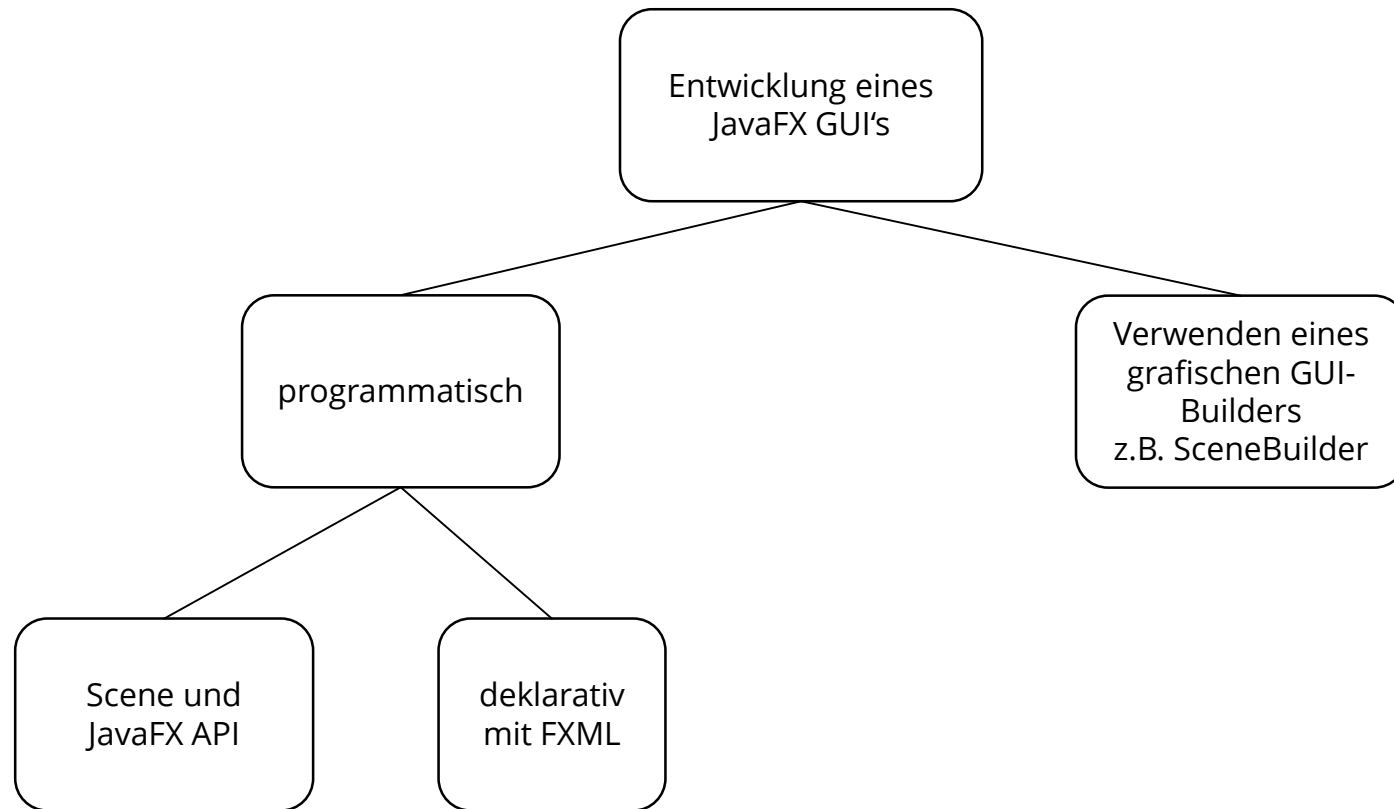 Entwicklung eines
JavaFX GUI‘s
programmatisch
Verwenden eines
grafischen GUI-
Builders
z.B. SceneBuilder
Scene und
JavaFX API
deklarativ
mit FXML